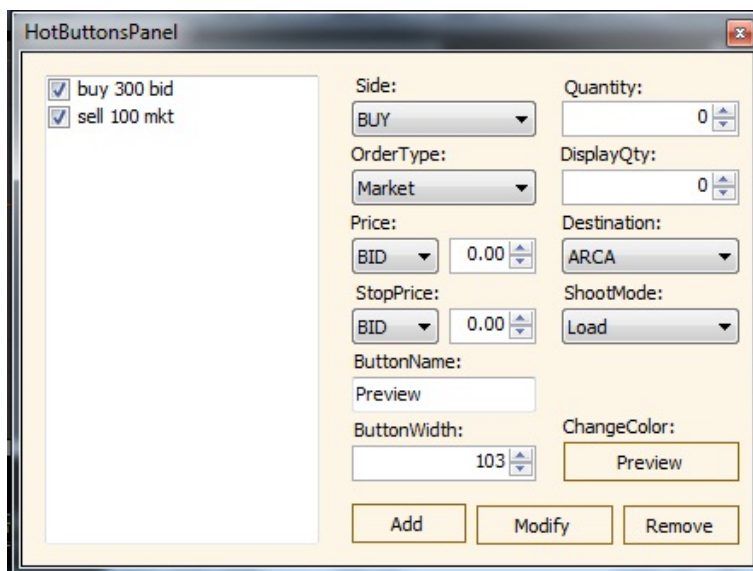 HotButtonsPanel
buy 300 bid
sell 100 mkt
Side:
Quantity:
BUY
0
OrderType:
DisplayQty:
Market
0
Price:
Destination:
BID
0.00
ARCA
StopPrice:
ShootMode:
BID
0.00
Load
ButtonName:
Preview
ButtonWidth:
ChangeColor:
103
Preview
Add
Modify
Remove